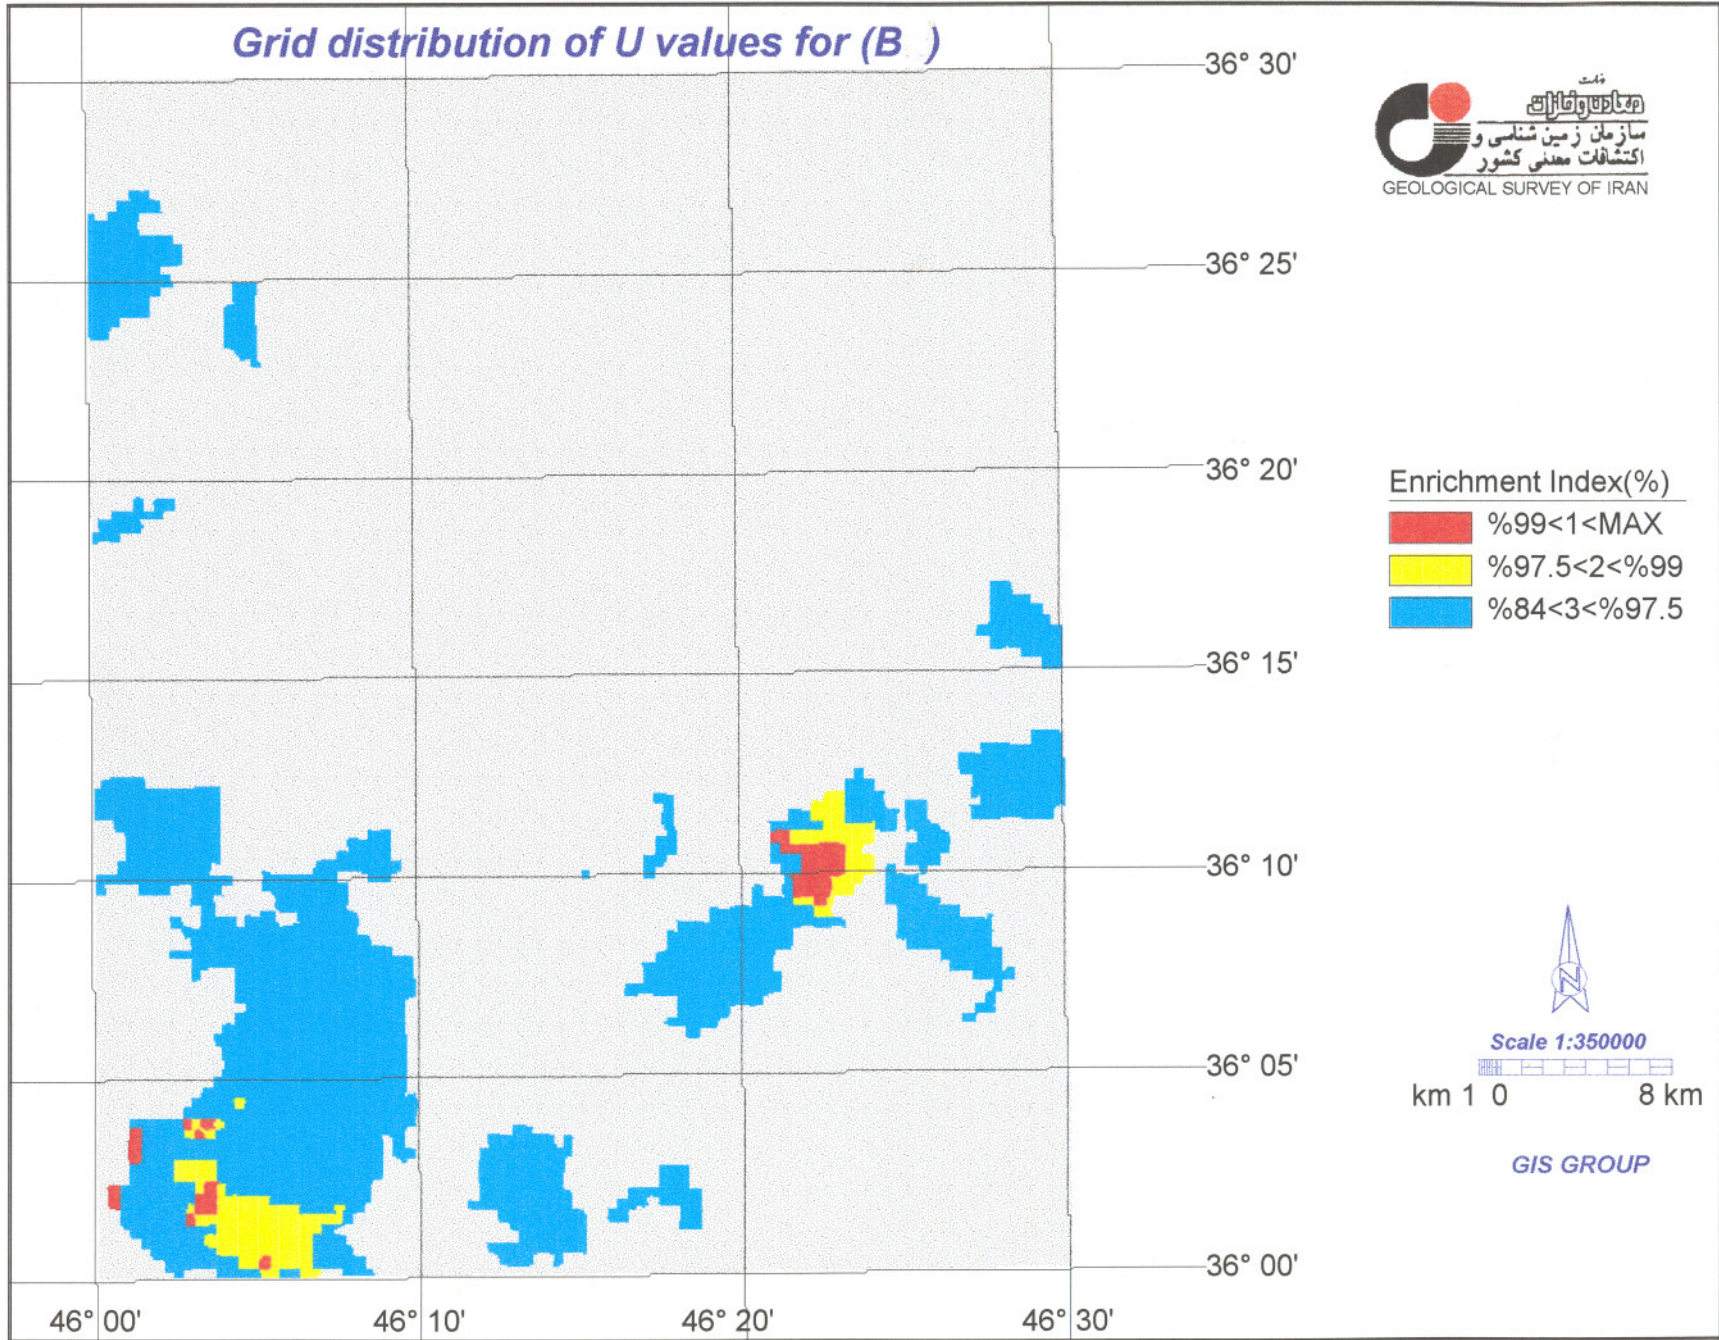 Grid distribution of U values for (B )
36° 30'
36° 25'
36° 20'
36° 15'
36° 10'
36° 05'
36° 00'
46° 00'
46° 10'
46° 20'
46° 30'
سازمان زمین شناسی و
اکتشافات معدنی کشور
GEOLOGICAL SURVEY OF IRAN
Enrichment Index(%)
%99<1<MAX
%97.5<2<%99
%84<3<%97.5
N
Scale 1:350000
km 1 0 8 km
GIS GROUP